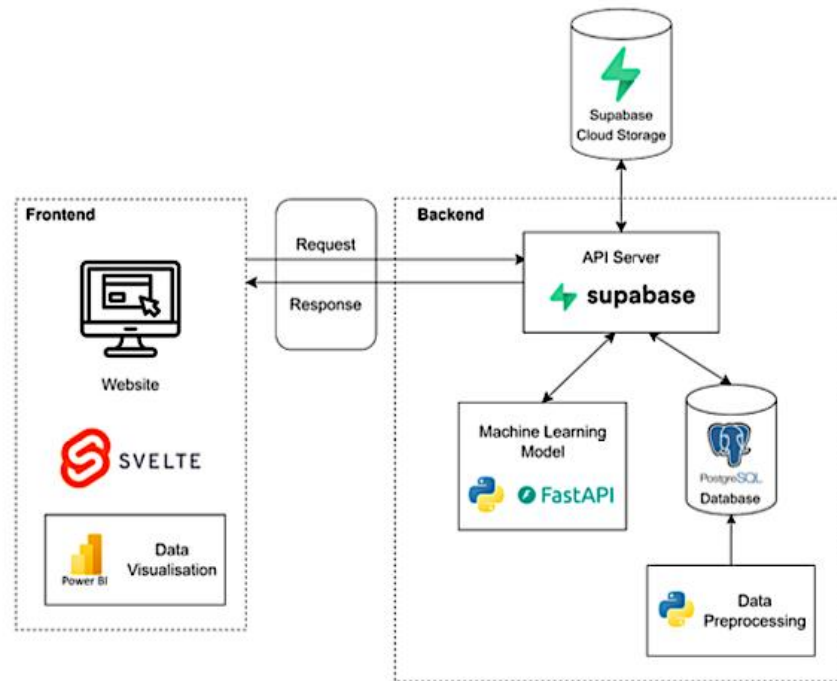 Supabase
Cloud Storage
Frontend
Website
SVELTE
Power BI
Data
Visualisation
Request
Response
Backend
API Server
supabase
Machine Learning
Model
FastAPI
PostgreSQL
Database
Data
Preprocessing